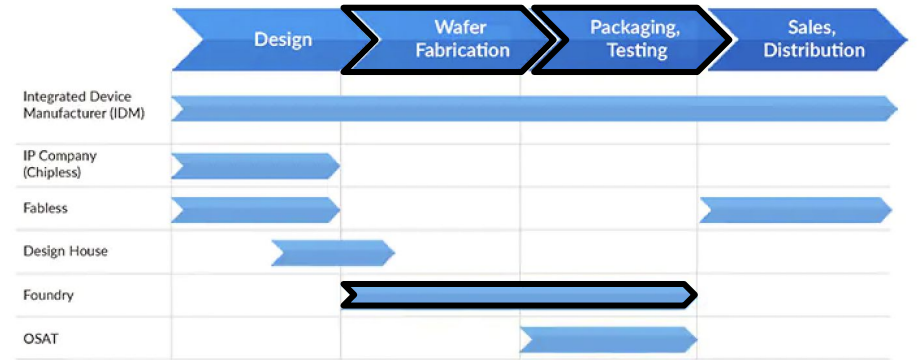 Design
Wafer
Fabrication
Packaging,
Testing
Sales,
Distribution
Integrated Device
Manufacturer (IDM)
IP Company
(Chipless)
Fabless
Design House
Foundry
OSAT